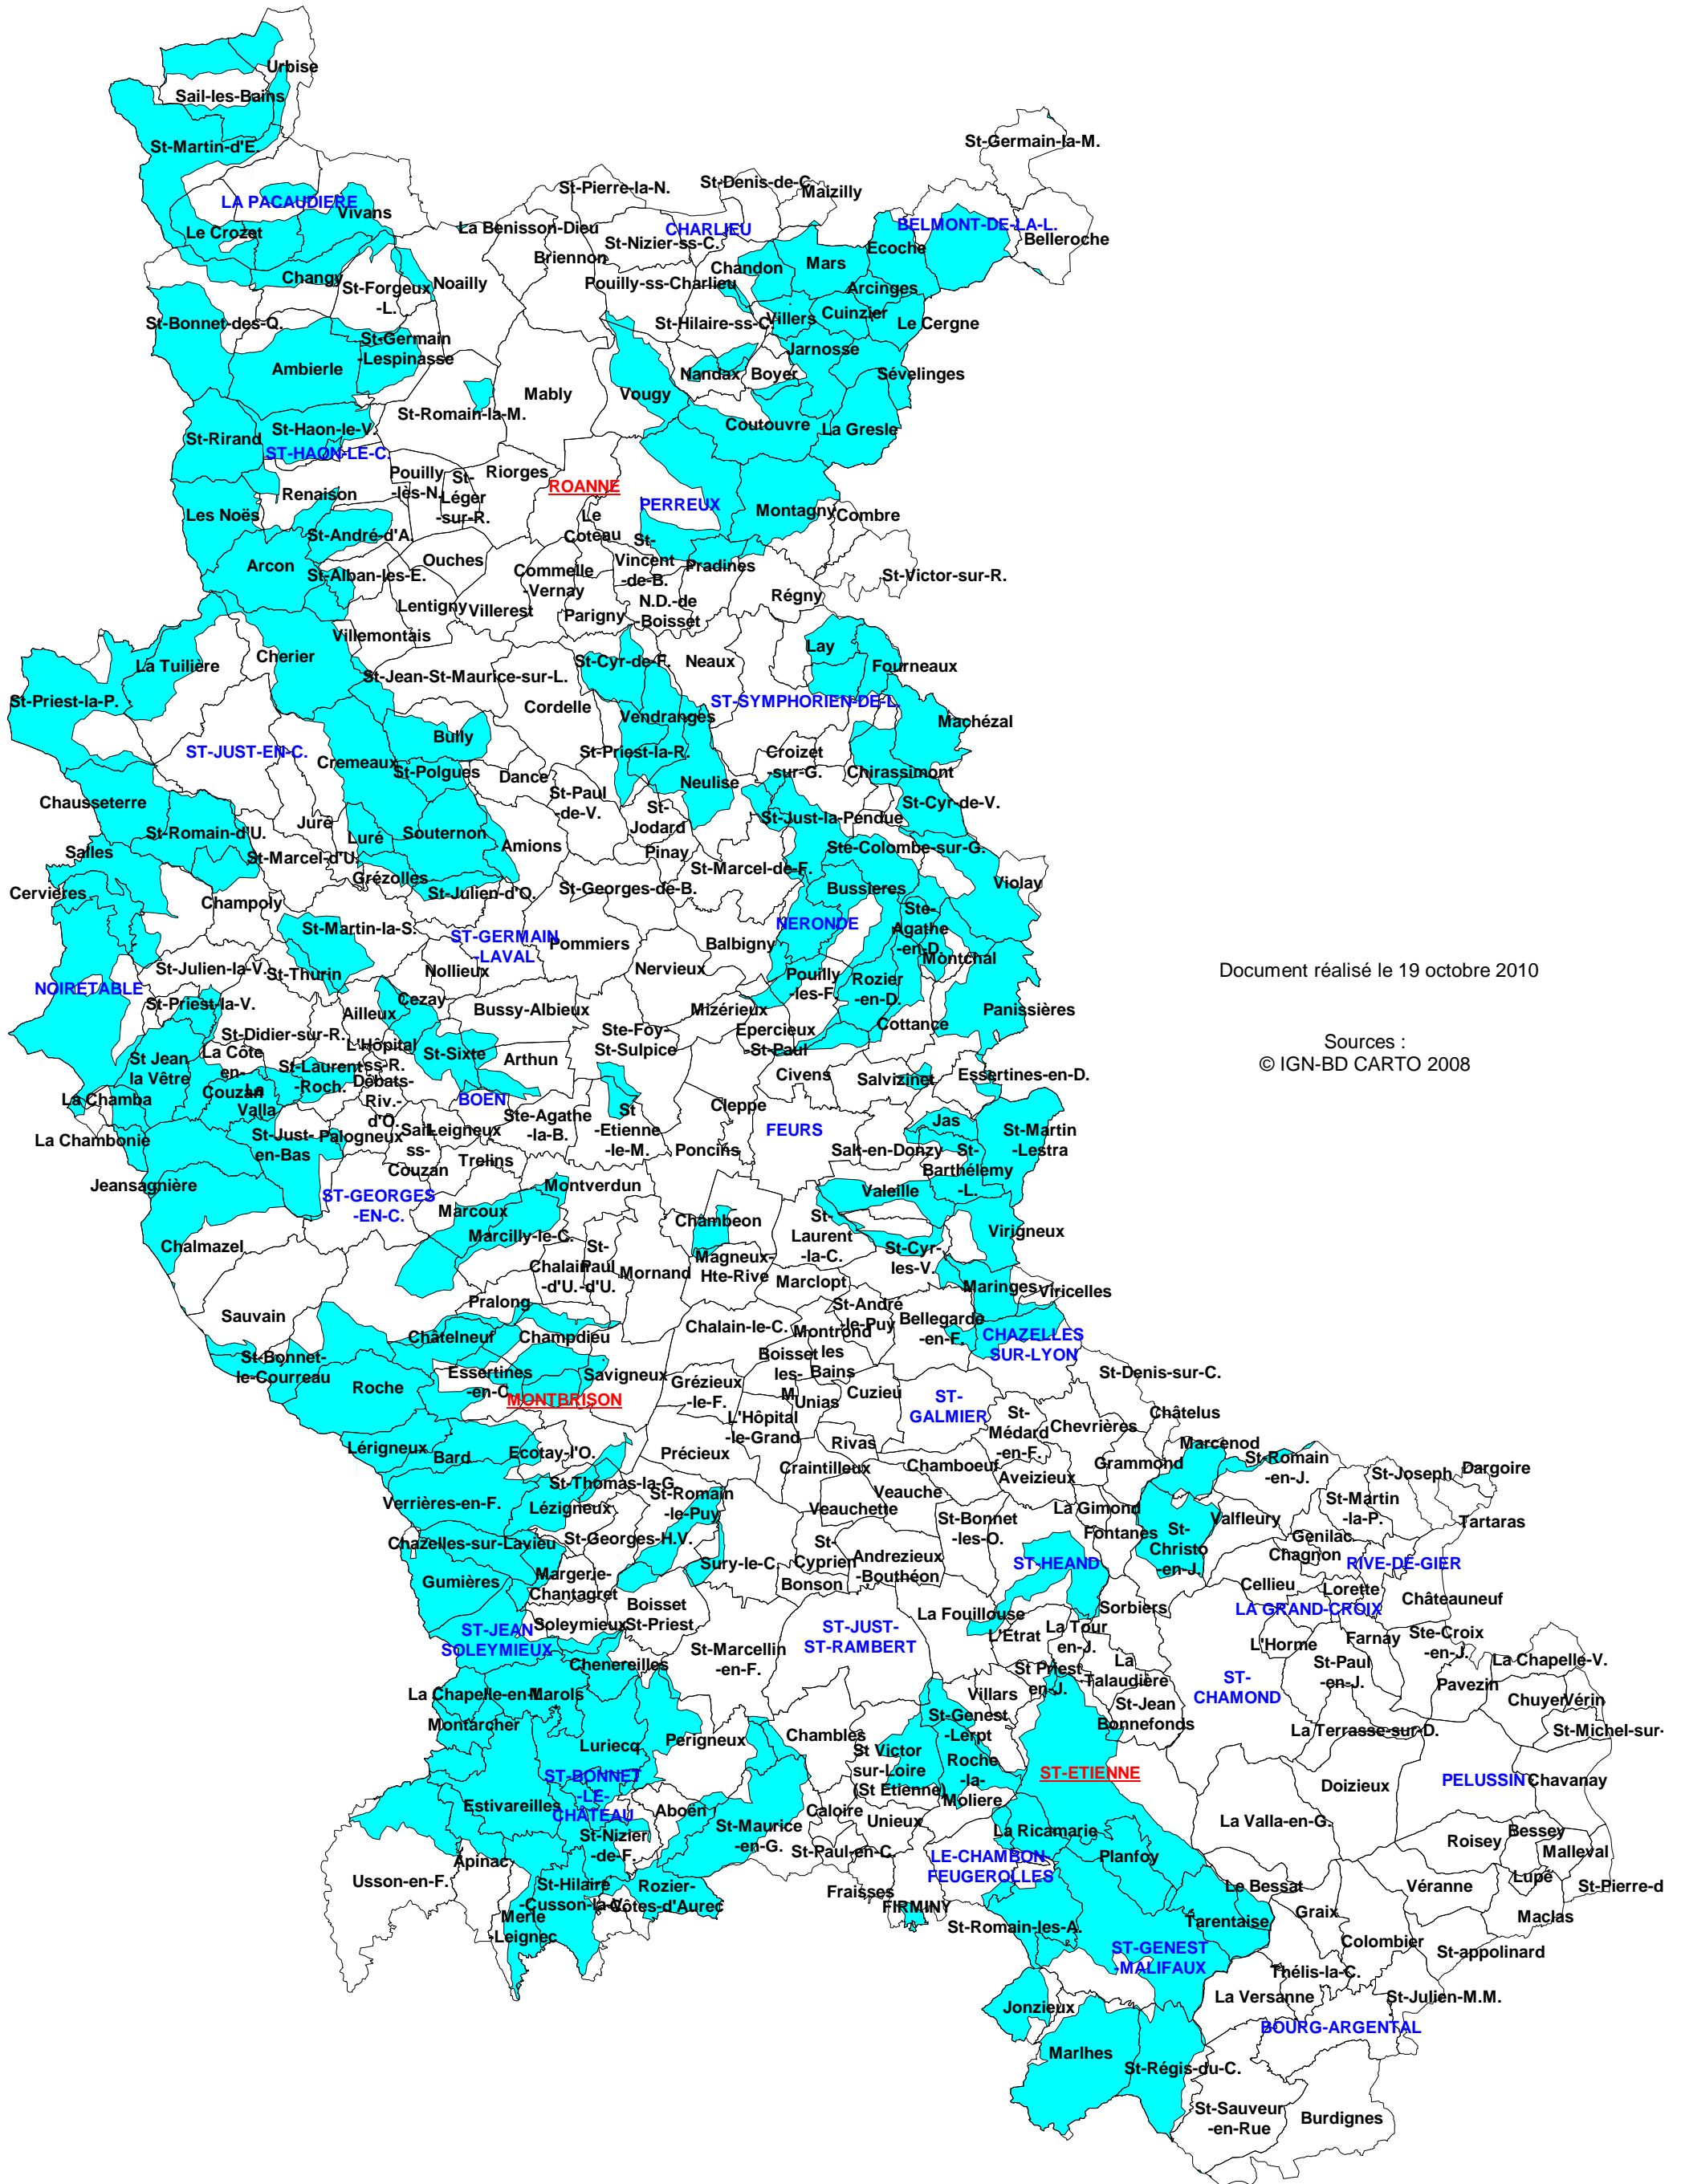 Urbise
Sail-les-Bains
St-Germain-la-M.
St-Martin-d'E.
St-Pierre-la-N.
St-Denis-de-C.
Maizilly
LA PACAUDIERE
Vivans
Le Crozet
La Bénisson-Dieu
CHARLIEU
BELMONT-DE-LA-L.
Belleroche
St-Nizier-ss-C.
Ecoche
Briennon
Chandon
Mars
Changy
St-Forgeux
-L.
Noailly
Pouilly-ss-Charlieu
Arcinges
St-Bonnet-des-Q.
St-Hilaire-ss-C.
Villers
Cuinzier
Le Cergne
St-Germain
-Lespinasse
Jarnosse
Ambierle
Nandax
Boyer
Sévelinges
Mably
Vougy
St-Romain-la-M.
Coutouvre
La Gresle
St-Rirand
St-Haon-le-V.
ST-HAON-LE-C.
Pouilly
-lès-N.
St-
Léger
-sur-R.
Riorges
ROANNE
Renaison
PERREUX
Les Noës
Le
Coteau
Montagny
Combre
St-André-d'A.
St-
Vincent
-de-B.
Arcon
St-Alban-les-E.
Ouches
Commelle
-Vernay
Pradines
St-Victor-sur-R.
Lentigny
Villerest
Parigny
N.D.-de
-Boisset
Régny
Villemontais
La Tuilière
Cherier
St-Cyr-de-F.
Neaux
Lay
Fourneaux
St-Jean-St-Maurice-sur-L.
St-Priest-la-P.
Cordelle
ST-SYMPHORIEN-DE-L.
Vendranges
Machézal
Bully
ST-JUST-EN-C.
Cremeaux
St-Priest-la-R.
Croizet
-sur-G.
St-Polgues
Dance
Neulise
Chirassimont
Chausseterre
St-Paul
-de-V.
St-Cyr-de-V.
St-
Jodard
Juré
St-Just-la-Pendue
St-Romain-d'U.
Luré
Souternon
Amions
Salles
St-Marcel-d'U.
Pinay
Ste-Colombe-sur-G.
Grézolles
St-Marcel-de-F.
Cervières
St-Julien-d'O.
St-Georges-de-B.
Bussieres
Violay
Champoly
Ste-
Agathe
-en-D.
St-Martin-la-S.
ST-GERMAIN
-LAVAL
Pommiers
Balbigny
NERONDE
Montchal
St-Julien-la-V.
St-Thurin
Nollieux
Nervieux
Pouilly
-les-F.
Rozier
-en-D.
Document réalisé le 19 octobre 2010
NOIRETABLE
St-Priest-la-V.
Cezay
Ailleux
Bussy-Albieux
Mizérieux
Panissières
St-Didier-sur-R.
L'Hôpital
-ss-R.
Ste-Foy-
St-Sulpice
Epercieux
-St-Paul
Cottance
Sources :
© IGN-BD CARTO 2008
St Jean
la Vêtre
La Côte
en-
Couzan
St-Laurent
-Roch.
St-Sixte
Arthun
Débats-
Riv.-
d'O.
Civens
Salvizinet
Essertines-en-D.
La Chamba
La
Valla
BOEN
Ste-Agathe
-la-B.
St
-Etienne
-le-M.
Cleppe
FEURS
Jas
St-Martin
-Lestra
La Chambonie
St-Just-
en-Bas
Palogneux
Sail-
ss-
Couzan
Leigneux
Trelins
Poncins
Salt-en-Donzy
St-
Barthélemy
-L.
Jeansagnière
ST-GEORGES
-EN-C.
Montverdun
Valeille
Marcoux
Chalmazel
Marcilly-le-C.
Chambeon
St-
Laurent
-la-C.
Virigneux
St-Cyr-
les-V.
Chalain
-d'U.
St-
Paul
-d'U.
Mornand
Magneux-
Hte-Rive
Marclopt
Maringes
Viricelles
Sauvain
Pralong
St-André
-le-Puy
Bellegarde
-en-F.
Châtelneuf
Champdieu
Chalain-le-C.
Montrond
les
Bains
CHAZELLES
SUR-LYON
St-Bonnet-
le-Courreau
Roche
Essertines
-en-C.
Savigneux
Boisset
les-
M.
St-Denis-sur-C.
MONTBRISON
Grézieux
-le-F.
Unias
Cuzieu
ST-
GALMIER
L'Hôpital
-le-Grand
St-
Médard
-en-F.
Chevrières
Châtelus
Lérigneux
Bard
Ecotay-l'O.
Précieux
Rivas
Marcenod
Craintilleux
Chamboeuf
Grammond
St-Romain
-en-J.
Aveizieux
St-Joseph
Dargoire
Verrières-en-F.
St-Thomas-la-G.
St-Romain
-le-Puy
Veauche
Lézigneux
Veauchette
La Gimond
St-Martin
-la-P.
Valfleury
St-Bonnet
-les-O.
Tartaras
Chazelles-sur-Lavieu
St-Georges-H.V.
St-
Cyprien
Fontanes
St-
Christo
-en-J.
Genilac
Chagnon
Sury-le-C.
Andrezieux
-Bouthéon
ST-HEAND
RIVE-DE-GIER
Gumières
Margerie-
Chantagret
Bonson
Cellieu
Lorette
Châteauneuf
Boisset
St-Priest
La Fouillouse
Sorbiers
LA GRAND-CROIX
ST-JEAN
SOLEYMIEUX
Soleymieux
ST-JUST-
ST-RAMBERT
L'Etrat
La Tour
en-J.
L'Horme
Farnay
Ste-Croix
en-J.
Chenereilles
St-Marcellin
-en-F.
St Priest
en-J.
La
Talaudière
St-Paul
-en-J.
La Chapelle-V.
ST-
CHAMOND
Pavezin
La Chapelle-en-L.
Marols
Villars
St-Jean
Bonnefonds
Chuyer
Vérin
Montarcher
St-Genest
-Lerpt
La Terrasse-sur-D.
St-Michel-sur-
Luriecq
Périgneux
Chambles
St Victor
sur-Loire
(St Etienne)
Roche
-la-
Moliere
ST-ETIENNE
ST-BONNET
-LE-
CHATEAU
Doizieux
PELUSSIN
Chavanay
Estivareilles
Aboën
St-Maurice
-en-G.
Caloire
Unieux
La Valla-en-G.
St-Nizier
-de-F.
La Ricamarie
Bessey
Roisey
Malleval
Usson-en-F.
Apinac
St-Paul-en-C.
LE-CHAMBON-
FEUGEROLLES
Planfoy
St-Hilaire
-Cusson-la-V.
Rozier-
Côtes-d'Aurec
Fraisses
Le Bessat
Véranne
Lupé
St-Pierre-d
FIRMINY
Merle
-Leignec
St-Romain-les-A.
Tarentaise
Graix
Maclas
ST-GENEST
-MALIFAUX
Colombier
St-appolinard
Thélis-la-C.
Jonzieux
La Versanne
St-Julien-M.M.
BOURG-ARGENTAL
Marlhes
St-Régis-du-C.
St-Sauveur
-en-Rue
Burdignes